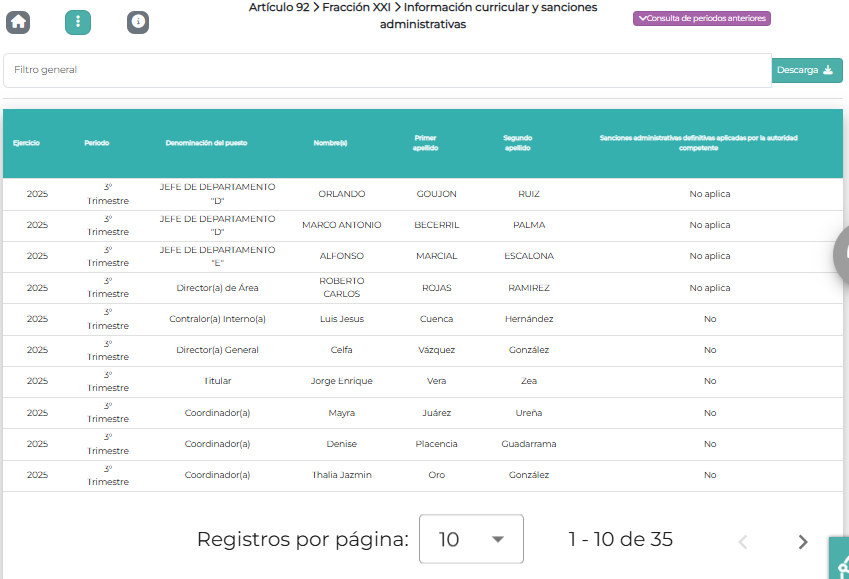 Artículo 92 > Fracción XXI > Información curricular y sanciones
administrativas
Consulta de periodos anteriores
Filtro general
Descarga
Ejercicio Periodo Denominación del puesto Nombre(s) Primer apellido Segundo apellido Sanciones administrativas definitivas aplicadas por la autoridad competente
2025 3° Trimestre JEFE DE DEPARTAMENTO "D" ORLANDO GOUJON RUIZ No aplica
2025 3° Trimestre JEFE DE DEPARTAMENTO "D" MARCO ANTONIO BECERRIL PALMA No aplica
2025 3° Trimestre JEFE DE DEPARTAMENTO "E" ALFONSO MARCIAL ESCALONA No aplica
2025 3° Trimestre Director(a) de Área ROBERTO CARLOS ROJAS RAMIREZ No aplica
2025 3° Trimestre Contralor(a) Interno(a) Luis Jesus Cuenca Hernández No
2025 3° Trimestre Director(a) General Celfa Vázquez González No
2025 3° Trimestre Titular Jorge Enrique Vera Zea No
2025 3° Trimestre Coordinador(a) Mayra Juárez Ureña No
2025 3° Trimestre Coordinador(a) Denise Placencia Guadarrama No
2025 3° Trimestre Coordinador(a) Thalia Jazmin Oro González No
Registros por página: 10 1 - 10 de 35